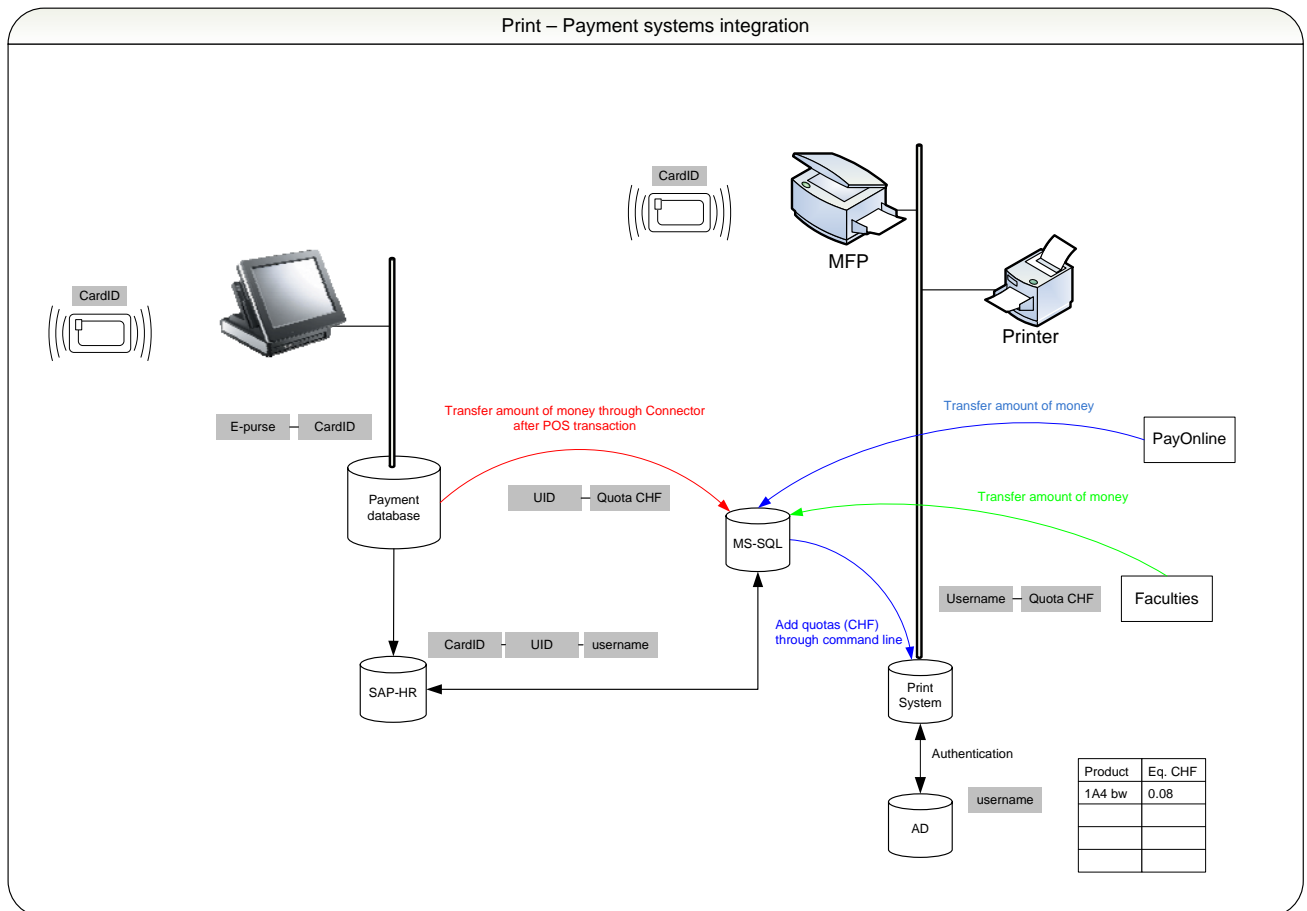 Print – Payment systems integration
CardID
MFP
CardID
Printer
Transfer amount of money through Connector
after POS transaction
Transfer amount of money
PayOnline
E-purse
CardID
Payment
database
UID
Quota CHF
Transfer amount of money
MS-SQL
Username
Quota CHF
Faculties
Add quotas (CHF)
through command line
CardID
UID
username
SAP-HR
Print
System
Authentication
username
AD
Product Eq. CHF
1A4 bw 0.08